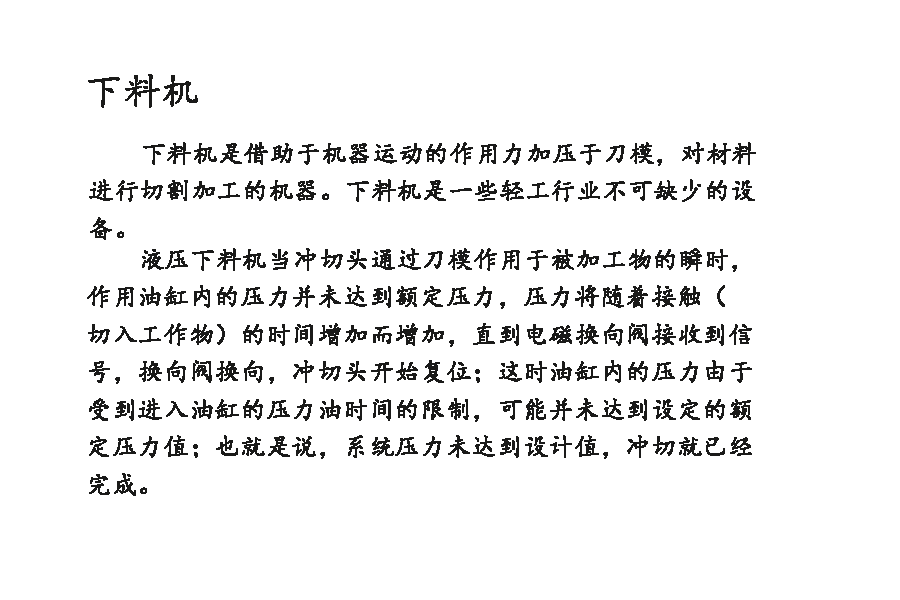 下料机
下料机是借助于机器运动的作用力加压于刀模，对材料
进行切割加工的机器。下料机是一些轻工行业不可缺少的设
备。
液压下料机当冲切头通过刀模作用于被加工物的瞬时，
作用油缸内的压力并未达到额定压力，压力将随着接触（
切入工作物）的时间增加而增加，直到电磁换向阀接收到信
号，换向阀换向，冲切头开始复位；这时油缸内的压力由于
受到进入油缸的压力油时间的限制，可能并未达到设定的额
定压力值；也就是说，系统压力未达到设计值，冲切就已经
完成。